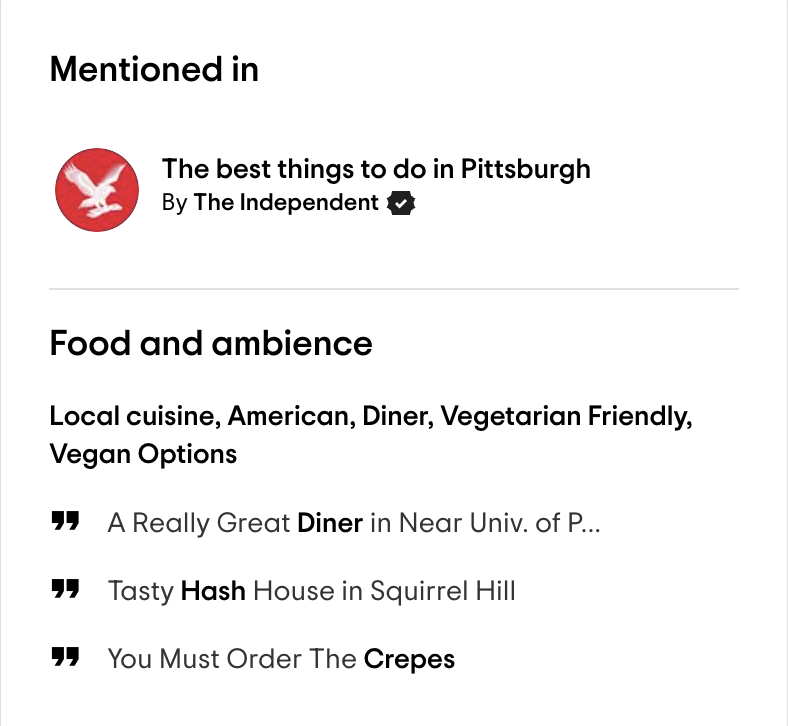 Mentioned in
The best things to do in Pittsburgh
By The Independent
Food and ambience
Local cuisine, American, Diner, Vegetarian Friendly,
Vegan Options
A Really Great Diner in Near Univ. of P...
Tasty Hash House in Squirrel Hill
You Must Order The Crepes